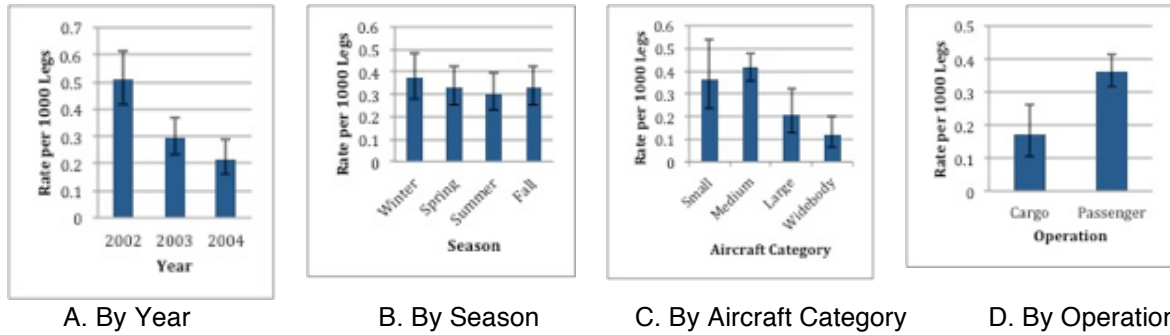 Rate per 1000 Legs
0.7
0.6
0.5
0.4
0.3
0.2
0.1
0
2002 2003 2004
Year
A. By Year
Rate per 1000 Legs
0.6
0.5
0.4
0.3
0.2
0.1
0
Winter Spring Summer Fall
Season
B. By Season
Rate per 1000 Legs
0.6
0.5
0.4
0.3
0.2
0.1
0
Small Medium Large Widebody
Aircraft Category
C. By Aircraft Category
Rate per 1000 Legs
0.5
0.4
0.3
0.2
0.1
0
Cargo Passenger
Operation
D. By Operation